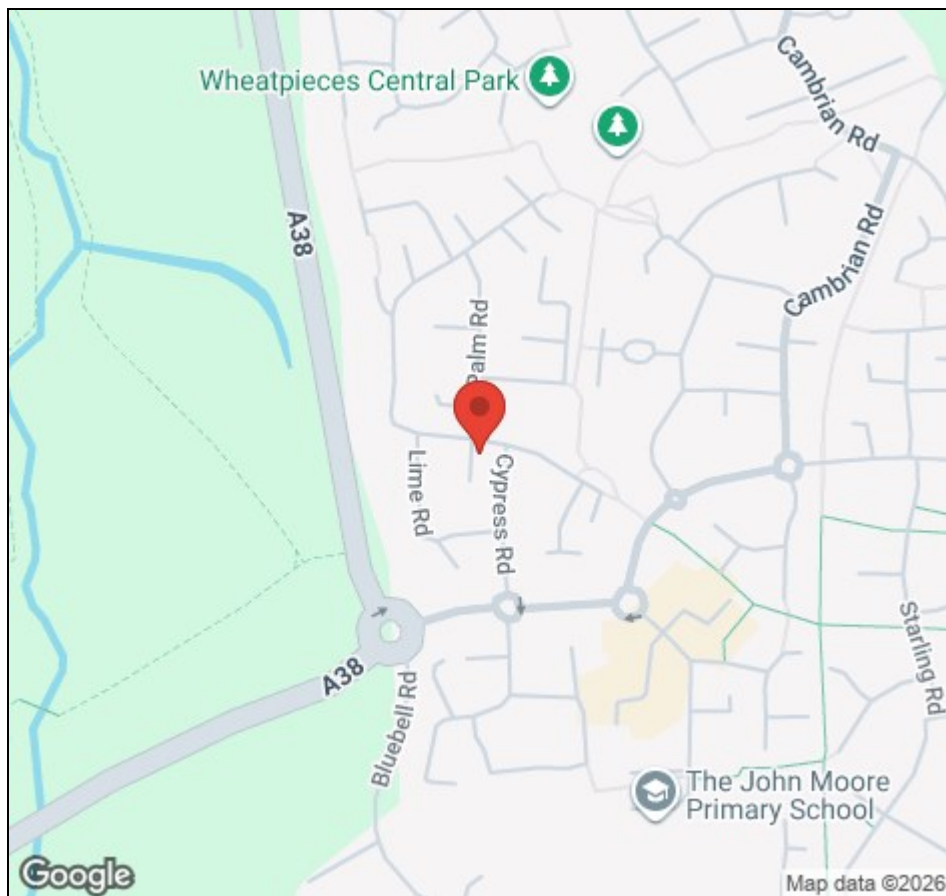 Cambrian Rd
Wheatpieces Central Park
A38
Cambrian Rd
Palm Rd
Lime Rd
Cypress Rd
Starling Rd
A38
Bluebell Rd
The John Moore
Primary School
Google
Map data ©2026